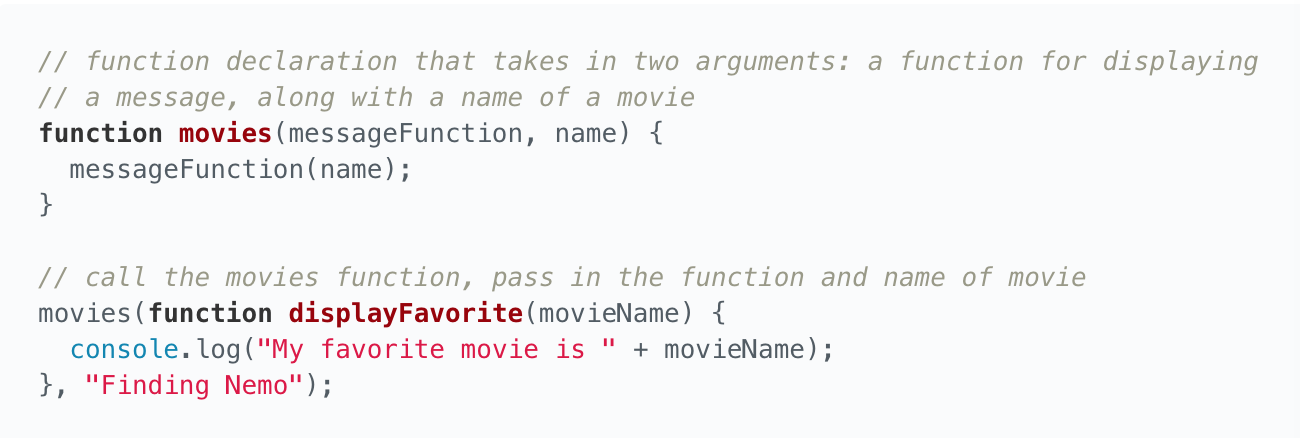 // function declaration that takes in two arguments: a function for displaying
// a message, along with a name of a movie
function movies(messageFunction, name) {
  messageFunction(name);
}

// call the movies function, pass in the function and name of movie
movies(function displayFavorite(movieName) {
  console.log("My favorite movie is " + movieName);
}, "Finding Nemo");